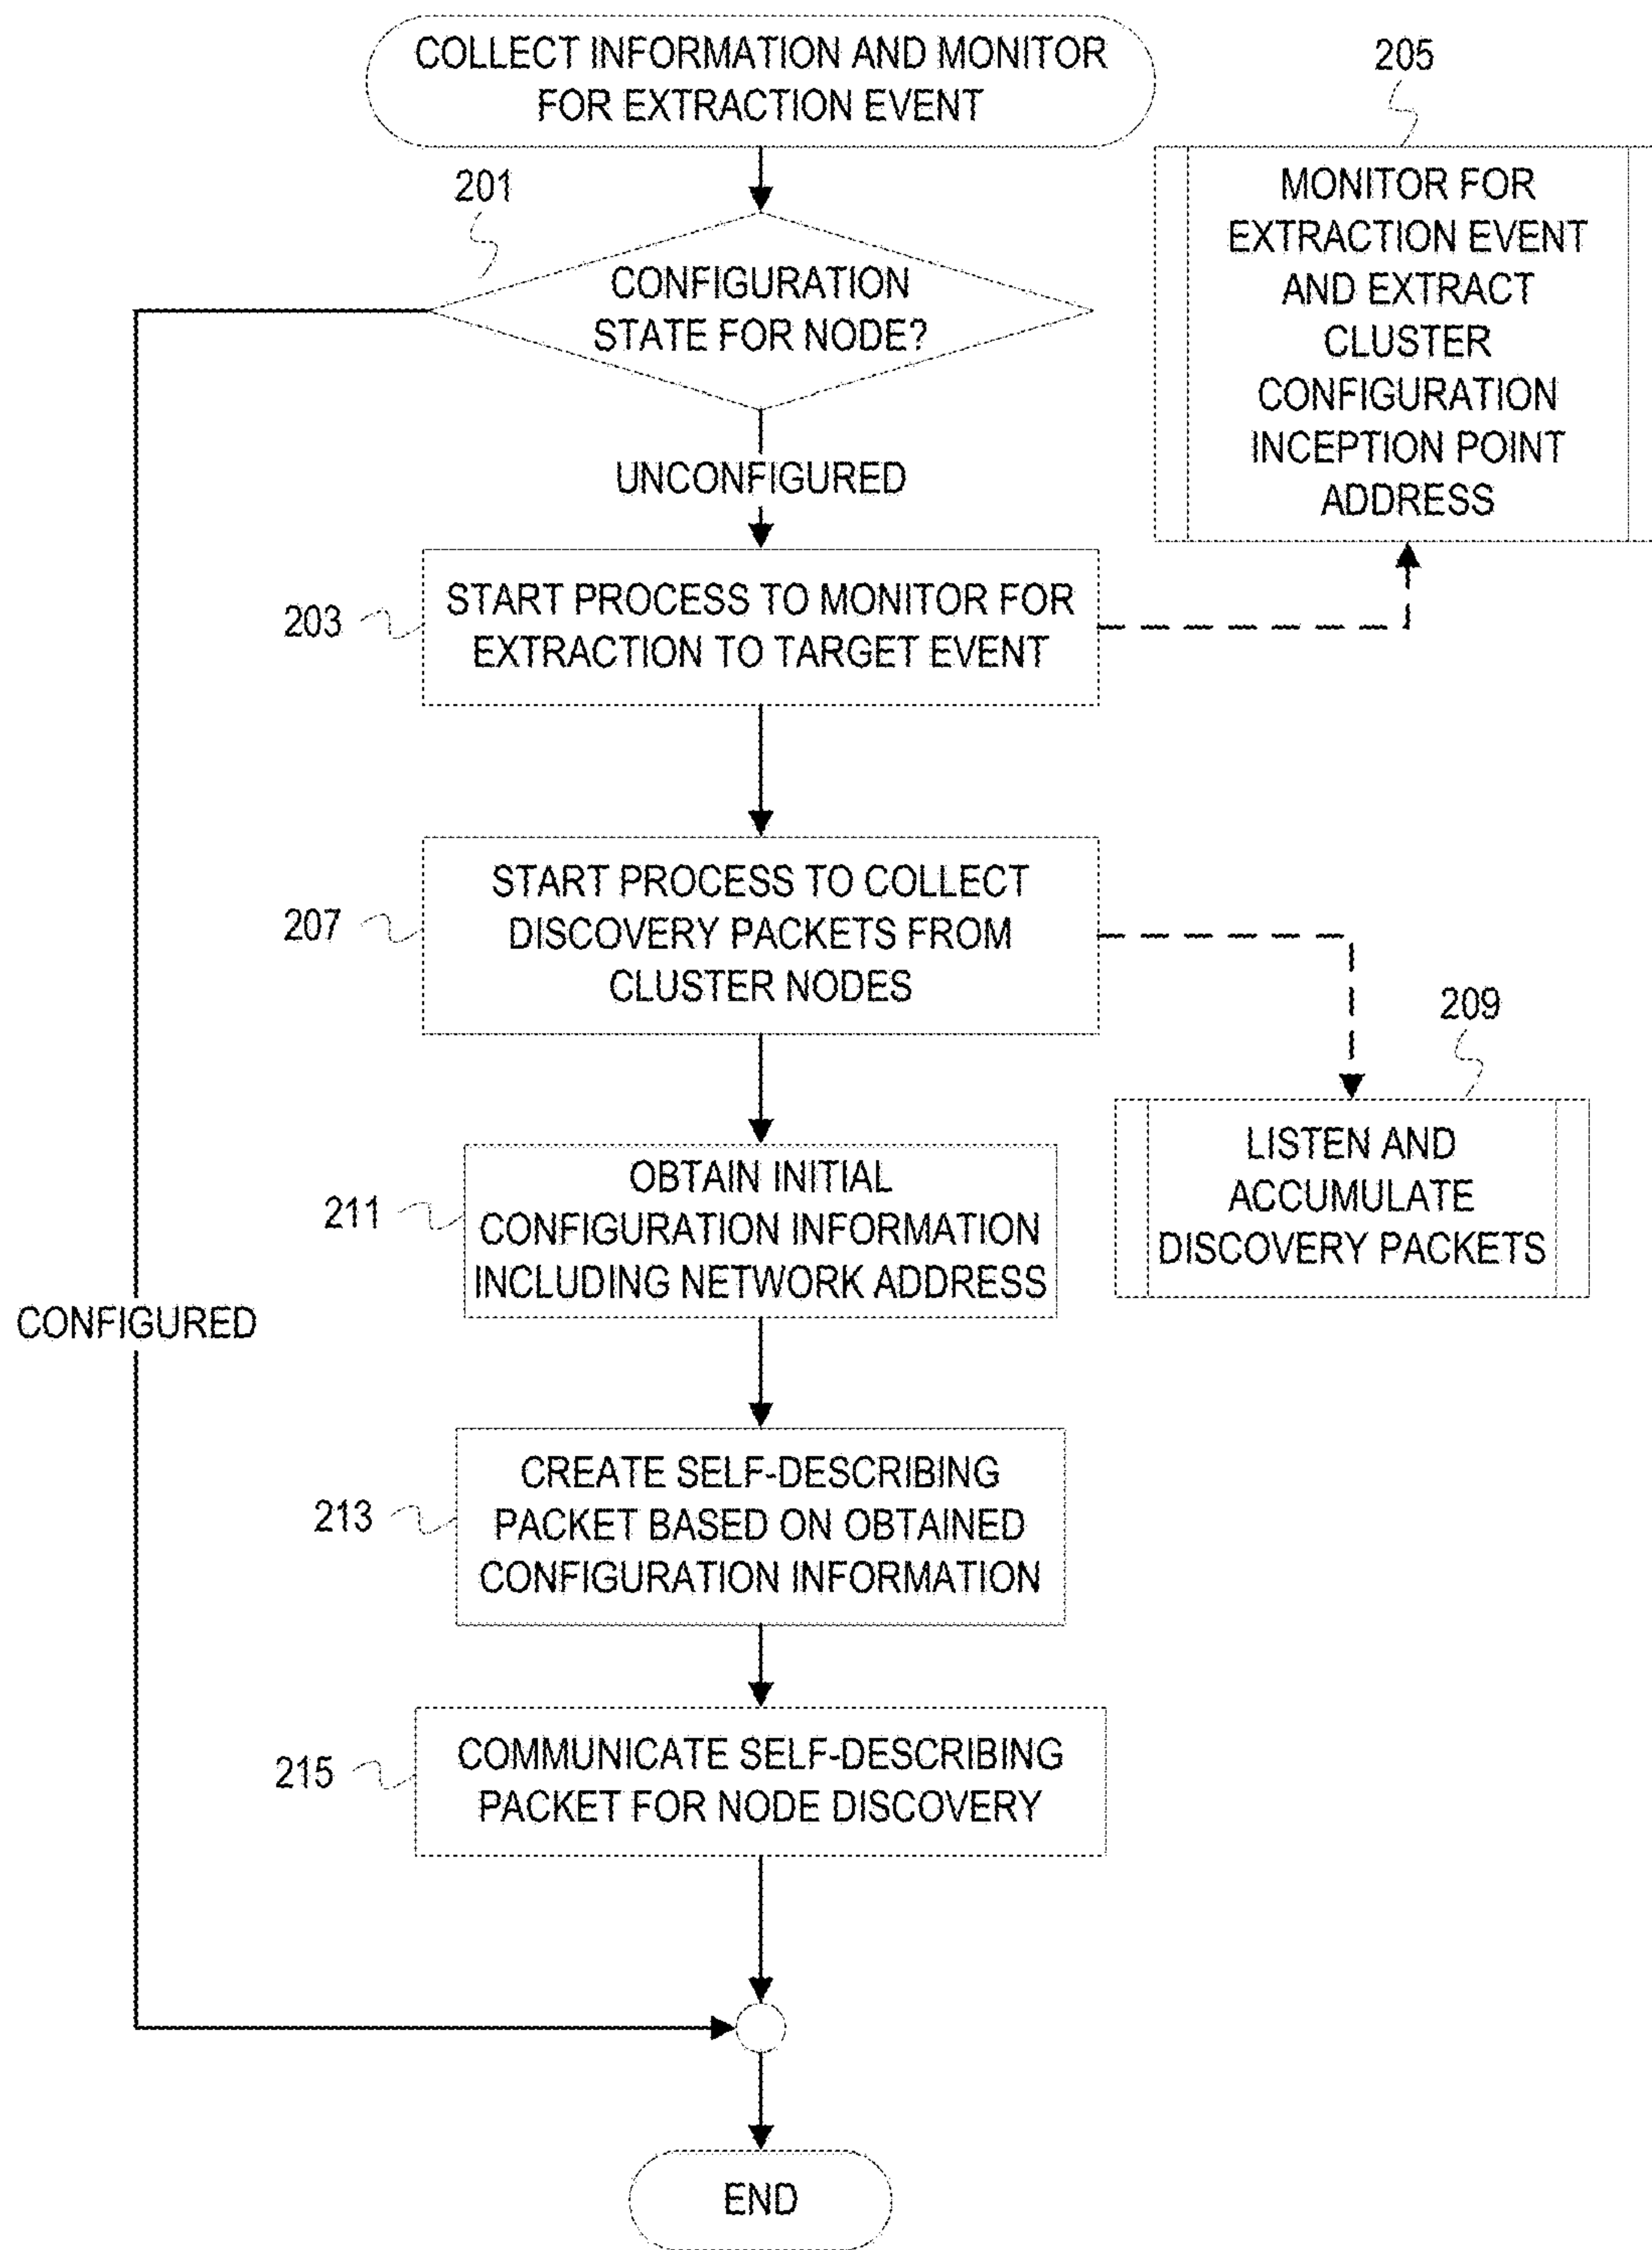 COLLECT INFORMATION AND MONITOR
FOR EXTRACTION EVENT
205
MONITOR FOR
EXTRACTION EVENT
AND EXTRACT
CLUSTER
CONFIGURATION
INCEPTION POINT
ADDRESS
201
CONFIGURATION
STATE FOR NODE?
UNCONFIGURED
203
START PROCESS TO MONITOR FOR
EXTRACTION TO TARGET EVENT
207
START PROCESS TO COLLECT
DISCOVERY PACKETS FROM
CLUSTER NODES
209
LISTEN AND
ACCUMULATE
DISCOVERY PACKETS
211
OBTAIN INITIAL
CONFIGURATION INFORMATION
INCLUDING NETWORK ADDRESS
CONFIGURED
213
CREATE SELF-DESCRIBING
PACKET BASED ON OBTAINED
CONFIGURATION INFORMATION
215
COMMUNICATE SELF-DESCRIBING
PACKET FOR NODE DISCOVERY
END